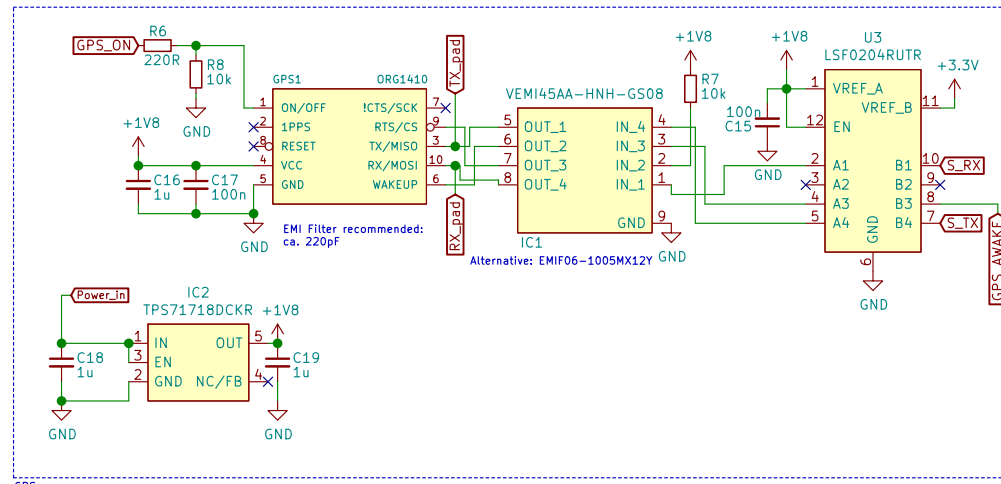 GPS_ON
R6
220R
R8
10k
GND
GPS1
ORG1410
1 ON/OFF
2 1PPS
8 RESET
4 VCC
5 GND
!CTS/SCK 7
RTS/CS 9
TX/MISO 3
RX/MOSI 10
WAKEUP 6
+1V8
C16
1u
C17
100n
GND
TX_pad
RX_pad
EMI Filter recommended:
ca. 220pF
VEMI45AA-HNH-GS08
5 OUT_1
6 OUT_2
7 OUT_3
8 OUT_4
IN_4 4
IN_3 3
IN_2 2
IN_1 1
GND 9
IC1
Alternative: EMIF06-1005MX12Y
GND
+1V8
R7
10k
+1V8
100n
C15
GND
U3
LSF0204RUTR
1 VREF_A
VREF_B 11
12 EN
2 A1
3 A2
4 A3
5 A4
B1 10
B2 9
B3 8
B4 7
GND
6
GND
+3.3V
S_RX
S_TX
GPS_AWAKE
Power_in
IC2
TPS71718DCKR
+1V8
1 IN
3 EN
2 GND
OUT 5
NC/FB 4
C18
1u
GND
C19
1u
GND